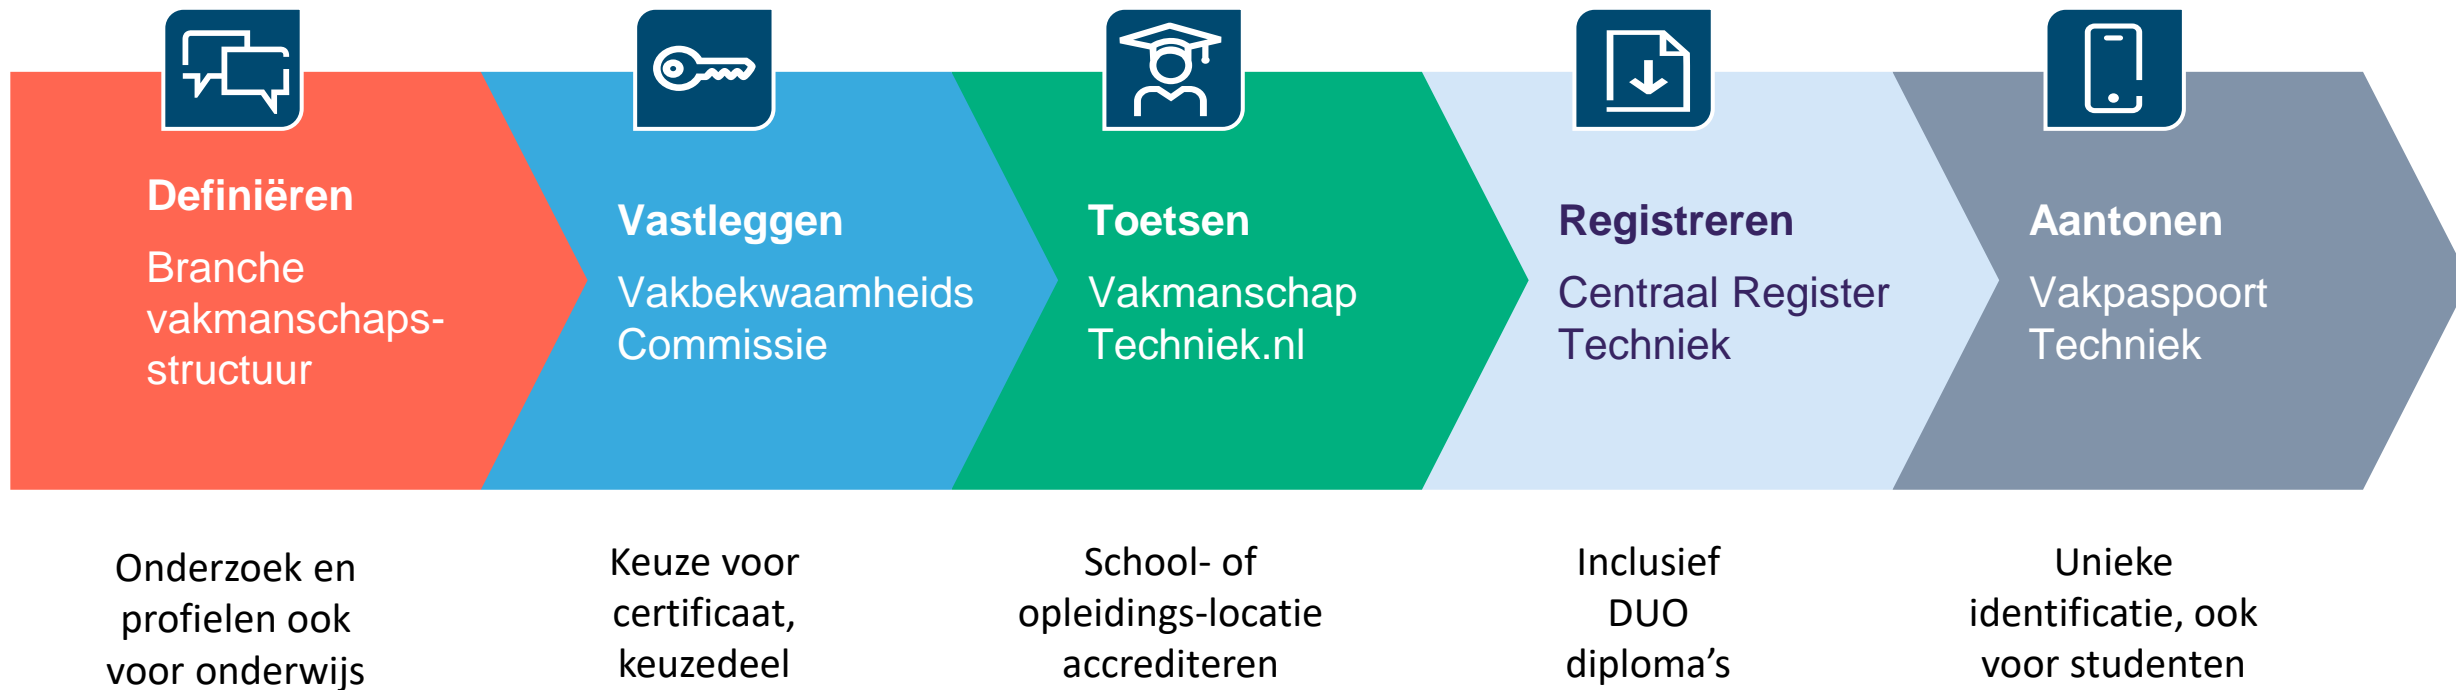 Definiëren
Branche
vakmanschaps-
structuur
Vastleggen
Vakbekwaamheids
Commissie
Toetsen
Vakmanschap
Techniek.nl
Registreren
Centraal Register
Techniek
Aantonen
Vakpaspoort
Techniek
Onderzoek en
profielen ook
voor onderwijs
Keuze voor
certificaat,
keuzedeel
School- of
opleidings-locatie
accrediteren
Inclusief
DUO
diploma's
Unieke
identificatie, ook
voor studenten